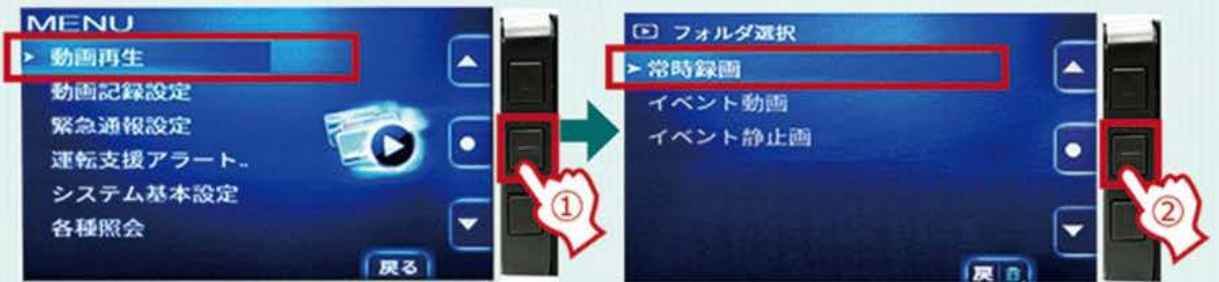 MENU
動画再生
動画記録設定
緊急通報設定
運転支援アラート..
システム基本設定
各種照会
戻る
①
フォルダ選択
常時録画
イベント動画
イベント静止画
戻
②